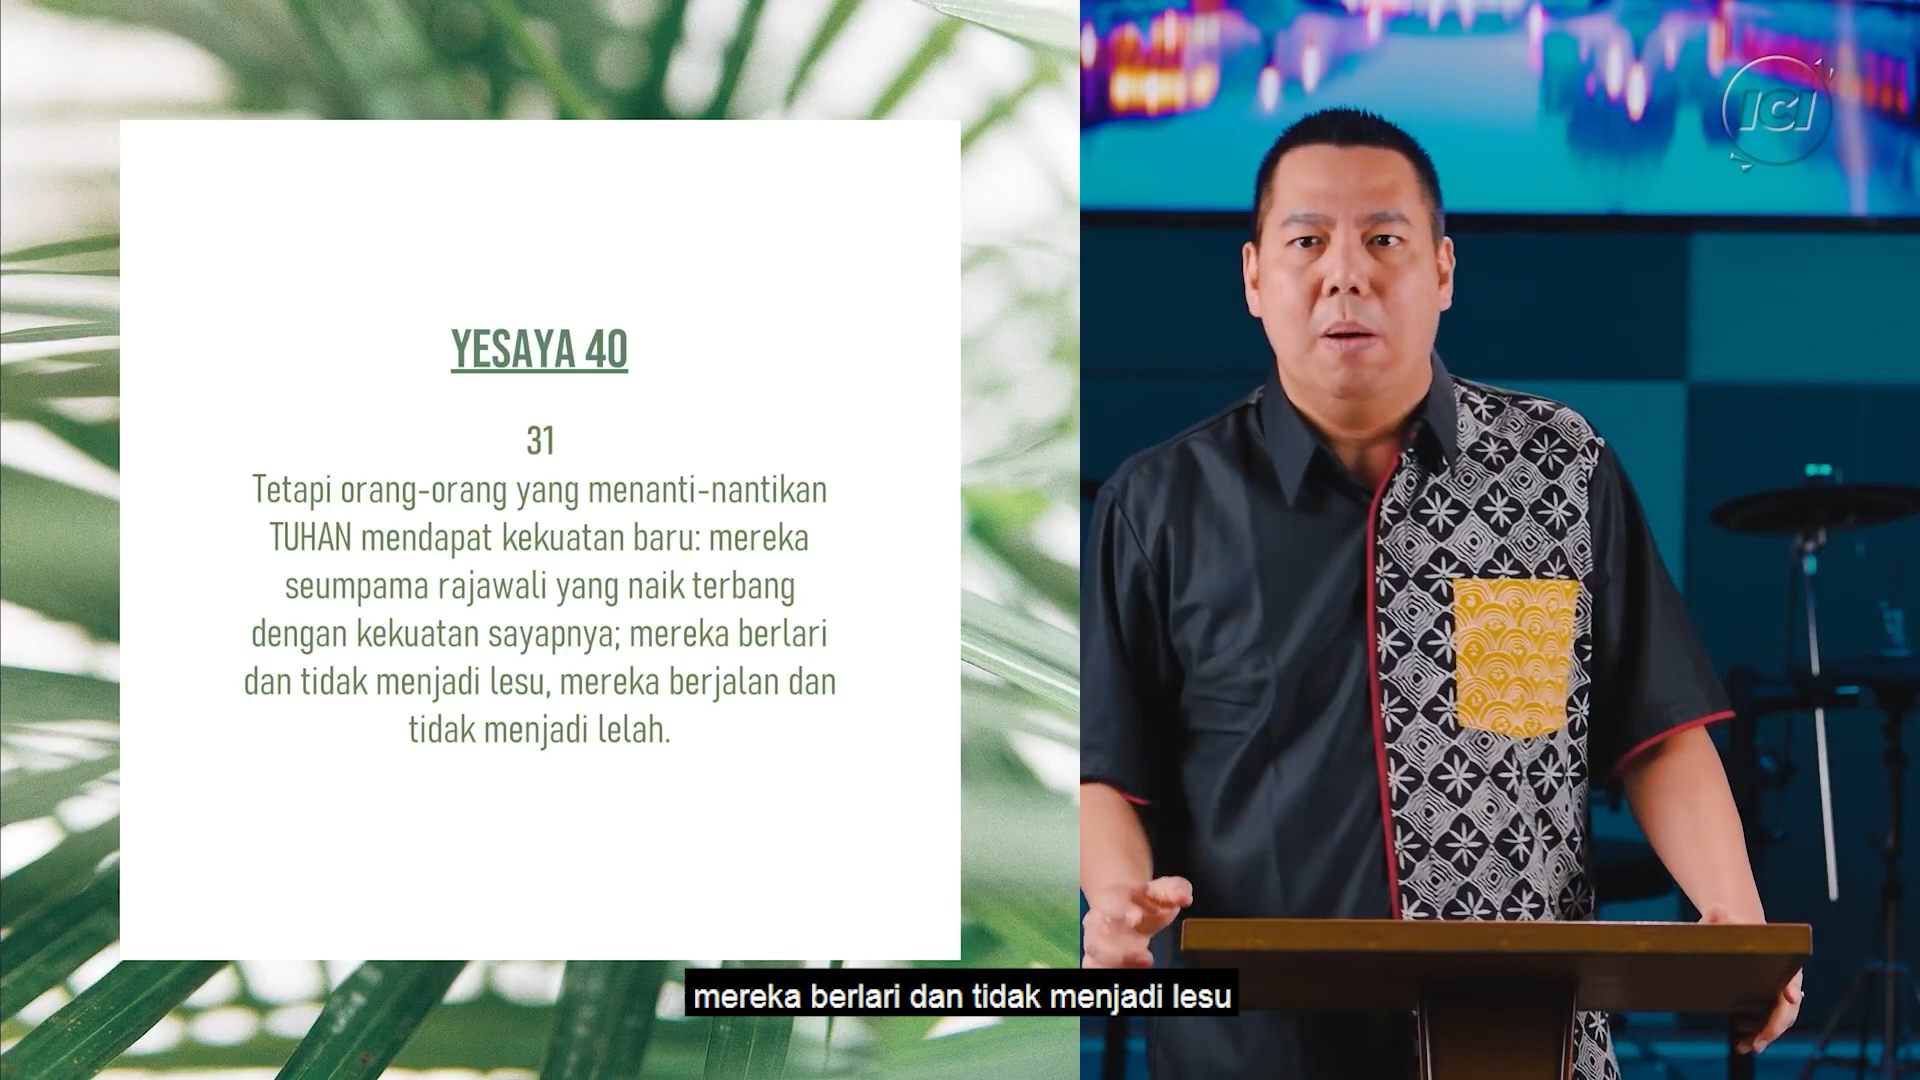 YESAYA 40
31
Tetapi orang-orang yang menanti-nantikan
TUHAN mendapat kekuatan baru: mereka
seumpama rajawali yang naik terbang
dengan kekuatan sayapnya; mereka berlari
dan tidak menjadi lesu, mereka berjalan dan
tidak menjadi lelah.
ICI
mereka berlari dan tidak menjadi lesu